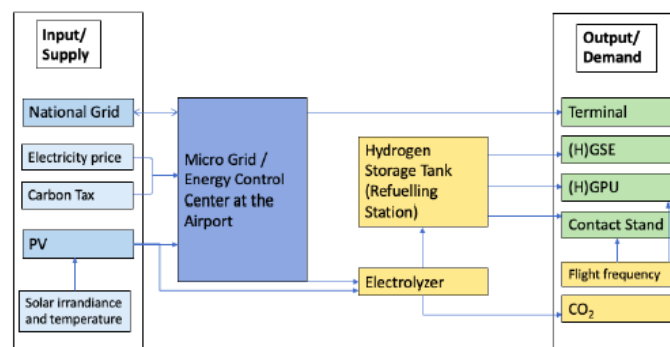 Input/
Supply
National Grid
Electricity price
Carbon Tax
PV
Solar irrandiance
and temperature
Micro Grid /
Energy Control
Center at the
Airport
Hydrogen
Storage Tank
(Refuelling
Station)
Electrolyzer
Output/
Demand
Terminal
(H)GSE
(H)GPU
Contact Stand
Flight frequency
CO₂